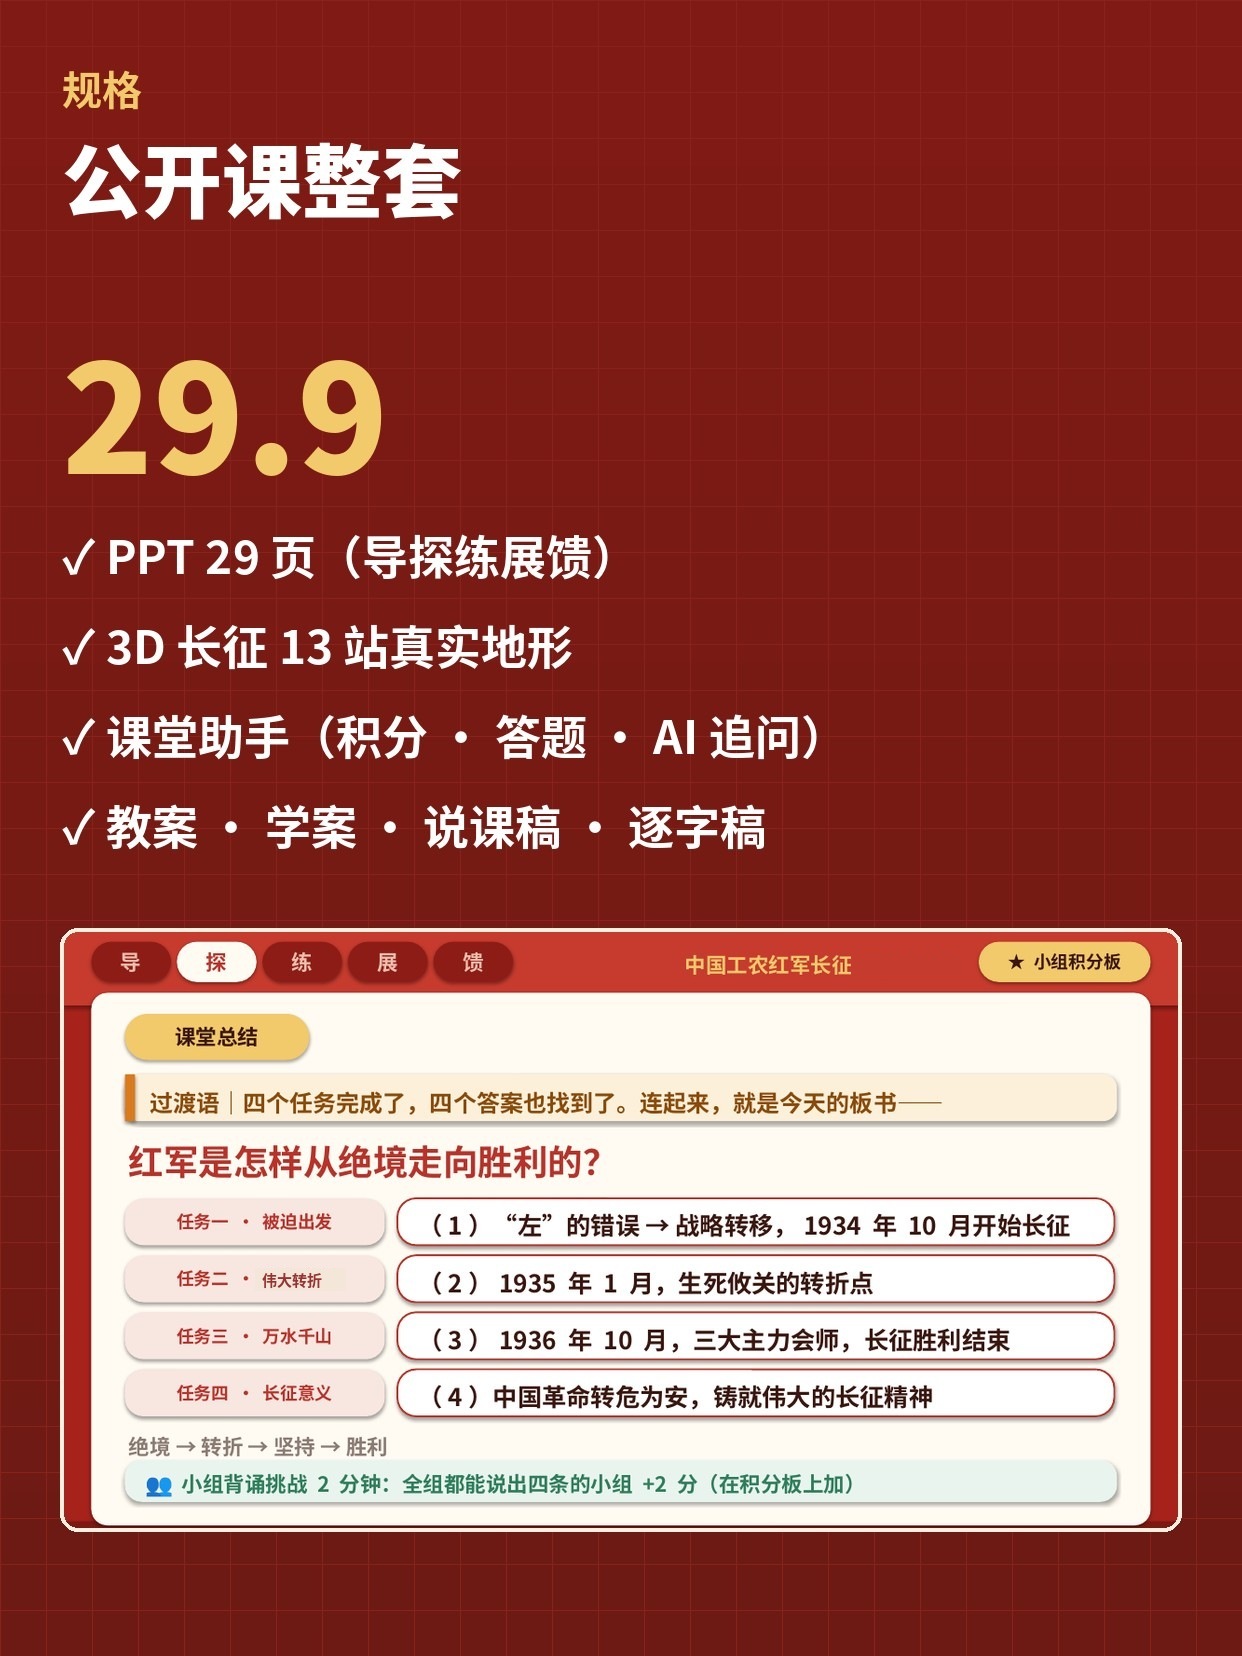 规格
公开课整套
29.9
✓ PPT 29 页（导探练展馈）
✓ 3D 长征 13 站真实地形
✓ 课堂助手（积分 · 答题 · AI 追问）
✓ 教案 · 学案 · 说课稿 · 逐字稿
导 探 练 展 馈 中国工农红军长征 ★ 小组积分板
课堂总结
过渡语｜四个任务完成了，四个答案也找到了。连起来，就是今天的板书——
红军是怎样从绝境走向胜利的？
任务一 · 被迫出发 （1）“左”的错误→战略转移，1934 年 10 月开始长征
任务二 · 伟大转折 （2）1935 年 1 月，生死攸关的转折点
任务三 · 万水千山 （3）1936 年 10 月，三大主力会师，长征胜利结束
任务四 · 长征意义 （4）中国革命转危为安，铸就伟大的长征精神
绝境→转折→坚持→胜利
👥 小组背诵挑战 2 分钟：全组都能说出四条的小组 +2 分（在积分板上加）